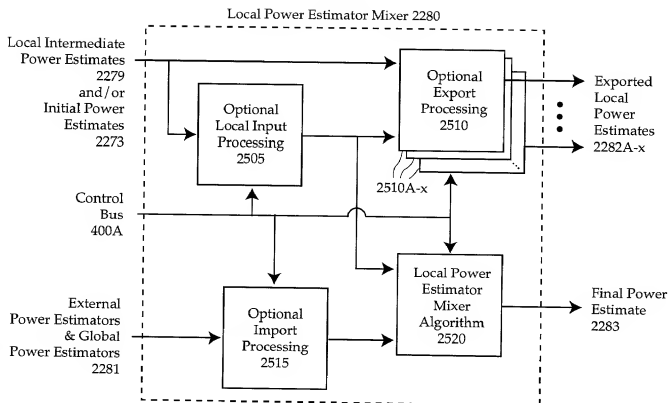 Local Power Estimator Mixer 2280
Local Intermediate
Power Estimates
2279
and/or
Initial Power
Estimates
2273
Optional
Local Input
Processing
2505
Optional
Export
Processing
2510
2510A-x
Exported
Local
Power
Estimates
2282A-x
Control
Bus
400A
External
Power Estimators
& Global
Power Estimators
2281
Optional
Import
Processing
2515
Local Power
Estimator
Mixer
Algorithm
2520
Final Power
Estimate
2283